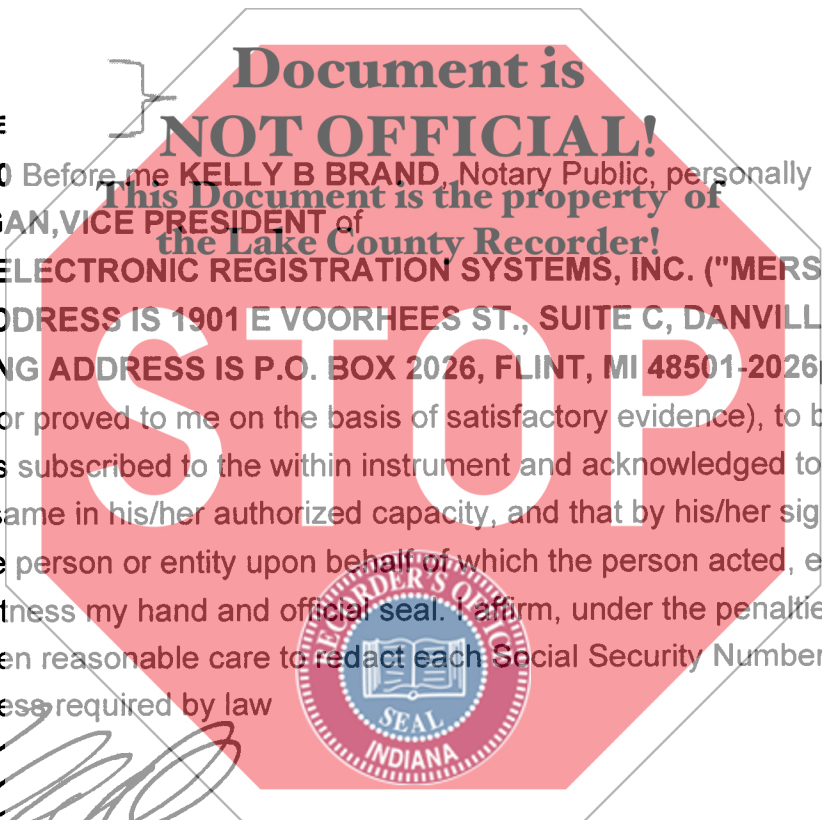 Document is
NOT OFFICIAL!
0 Before me KELLY B BRAND, Notary Public, personally
This Document is the property of
AN,VICE PRESIDENT of
the Lake County Recorder!
ELECTRONIC REGISTRATION SYSTEMS, INC. ("MERS
DDRESS IS 1901 E VOORHEES ST., SUITE C, DANVILL
NG ADDRESS IS P.O. BOX 2026, FLINT, MI 48501-2026
STOP
or proved to me on the basis of satisfactory evidence), to b
s subscribed to the within instrument and acknowledged to
same in his/her authorized capacity, and that by his/her sig
e person or entity upon behalf of which the person acted, e
tness my hand and official seal. I affirm, under the penaltie
en reasonable care to redact each Social Security Number
ess required by law
RECORDER'S OFFICE
SEAL
INDIANA